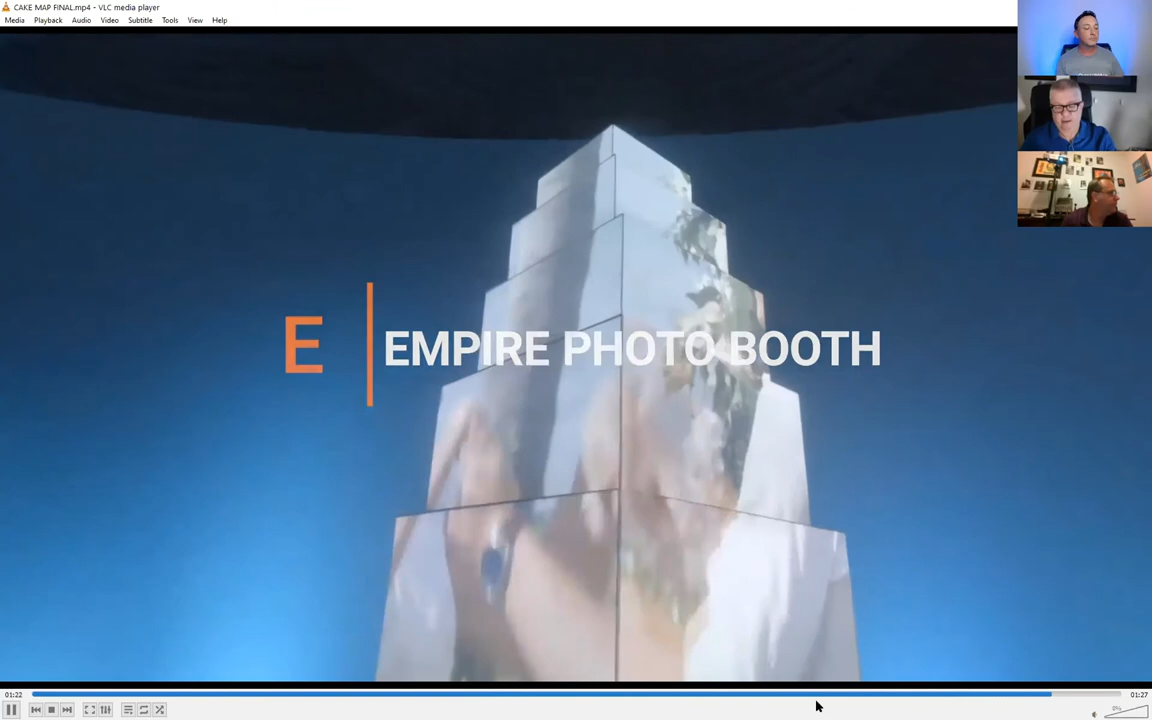 CAKE MAP FINAL.mp4 - VLC media player
Media Playback Audio Video Subtitle Tools View Help
E EMPIRE PHOTO BOOTH
01:22
01:27
0%